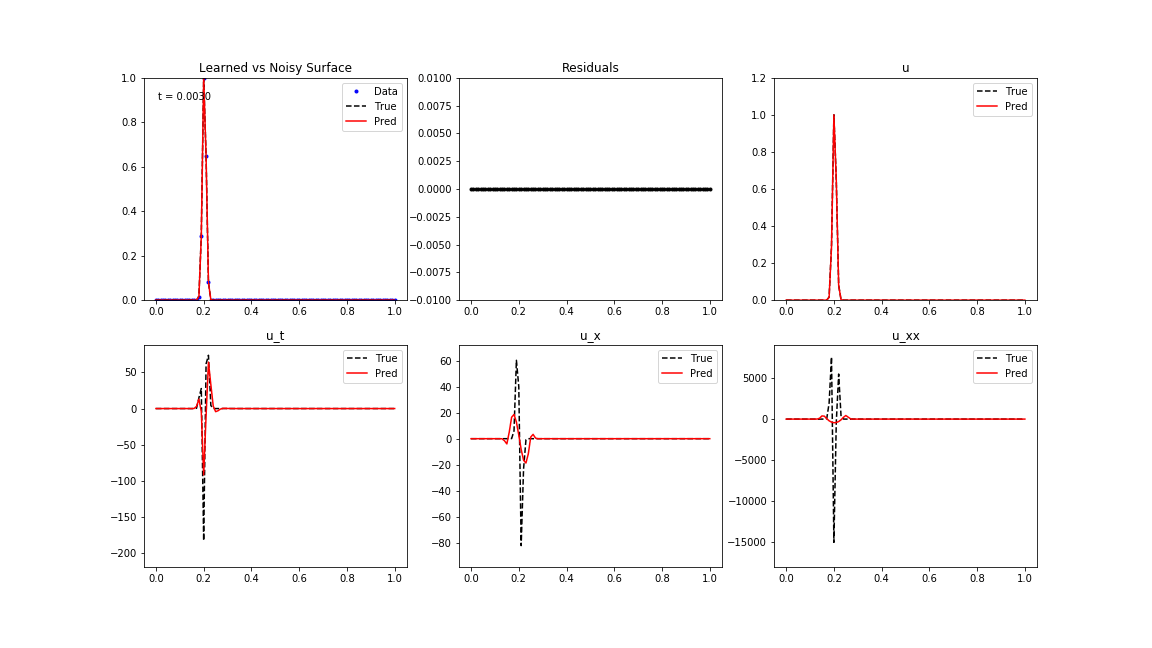 Learned vs Noisy Surface
1.0
0.8
0.6
0.4
0.2
0.0
t = 0.0030
Data
True
Pred
0.0 0.2 0.4 0.6 0.8 1.0
Residuals
0.0100
0.0075
0.0050
0.0025
0.0000
−0.0025
−0.0050
−0.0075
−0.0100
0.0 0.2 0.4 0.6 0.8 1.0
u
1.2
1.0
0.8
0.6
0.4
0.2
0.0
True
Pred
0.0 0.2 0.4 0.6 0.8 1.0
u_t
50
0
−50
−100
−150
−200
True
Pred
0.0 0.2 0.4 0.6 0.8 1.0
u_x
60
40
20
0
−20
−40
−60
−80
True
Pred
0.0 0.2 0.4 0.6 0.8 1.0
u_xx
5000
0
−5000
−10000
−15000
True
Pred
0.0 0.2 0.4 0.6 0.8 1.0